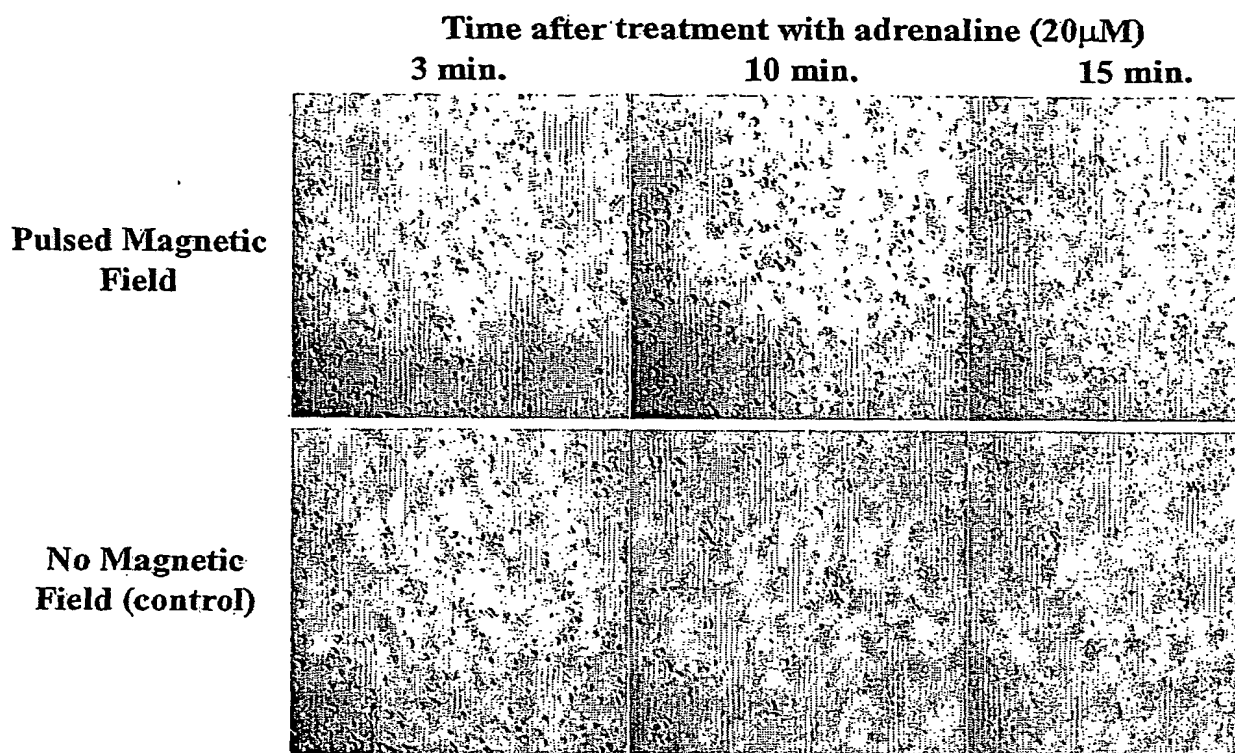 Time after treatment with adrenaline (20µM)
3 min. 10 min. 15 min.
Pulsed Magnetic
Field
No Magnetic
Field (control)